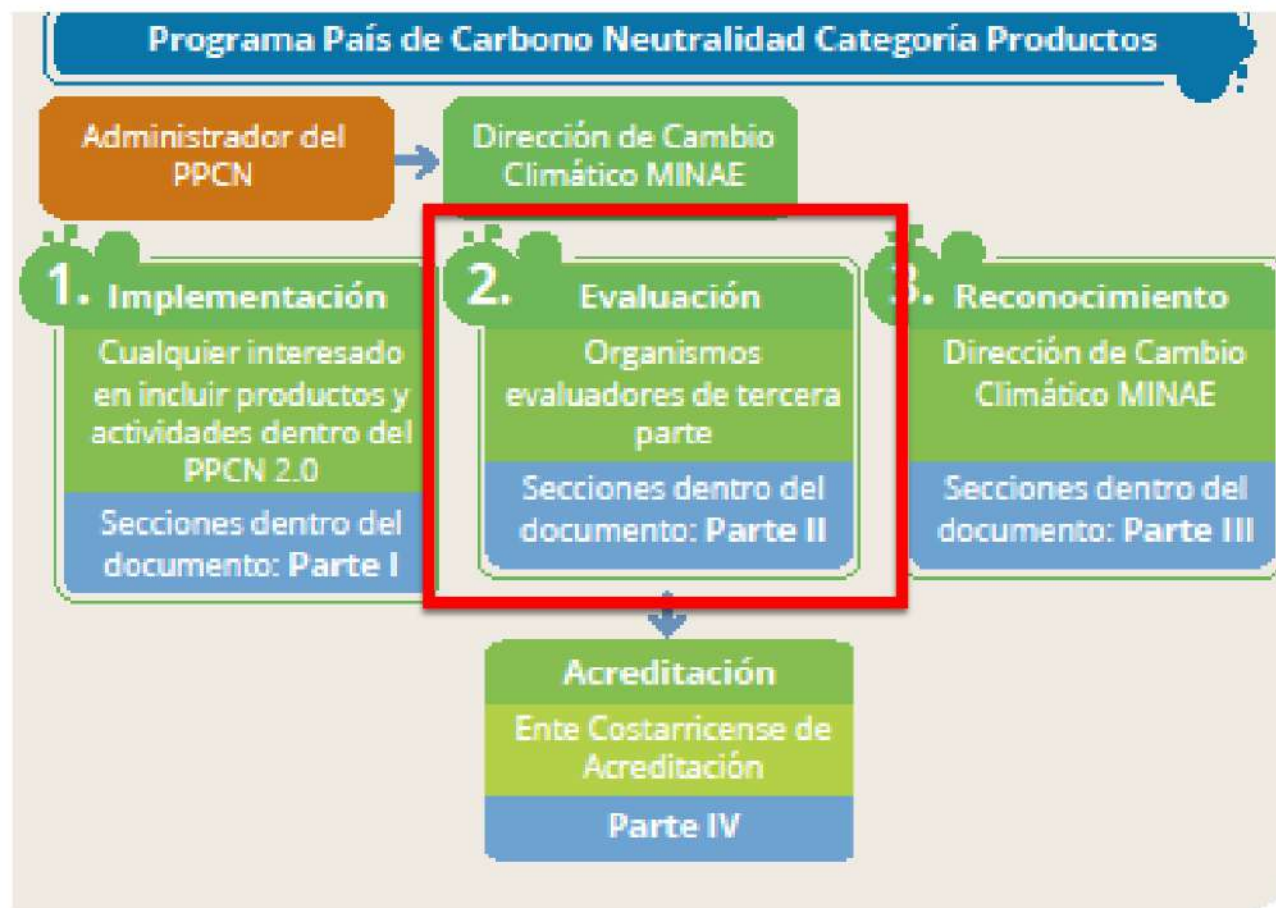 Programa País de Carbono Neutralidad Categoría Productos
Administrador del
PPCN
Dirección de Cambio
Climático MINAE
1. Implementación
Cualquier interesado
en incluir productos y
actividades dentro del
PPCN 2.0
Secciones dentro del
documento: Parte I
2. Evaluación
Organismos
evaluadores de tercera
parte
Secciones dentro del
documento: Parte II
3. Reconocimiento
Dirección de Cambio
Climático MINAE
Secciones dentro del
documento: Parte III
Acreditación
Ente Costarricense de
Acreditación
Parte IV